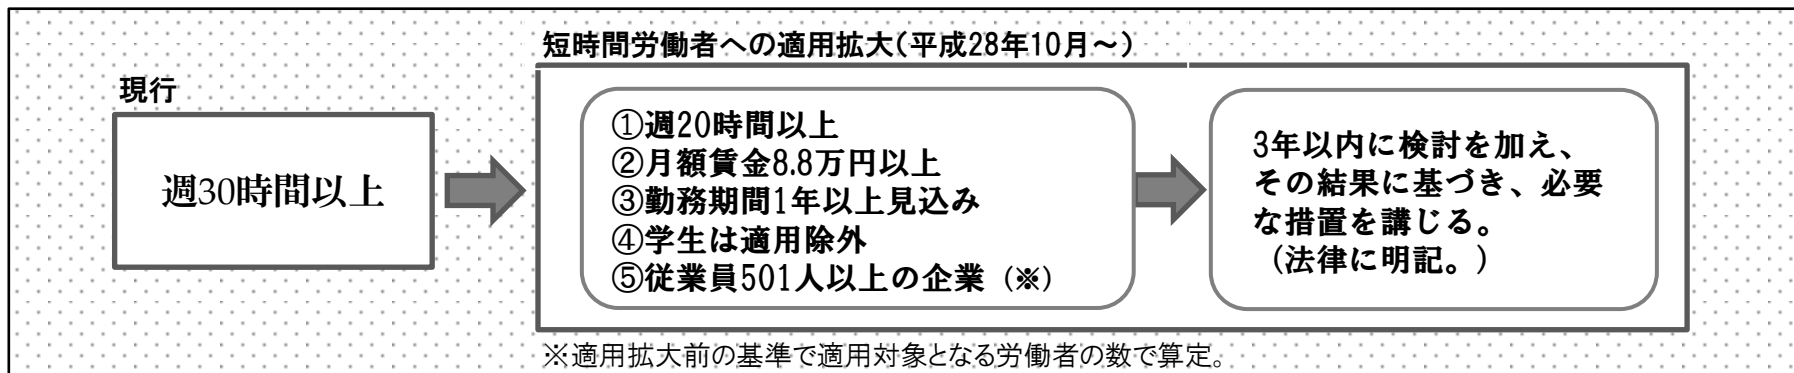 短時間労働者への適用拡大(平成28年10月～)
現行
週30時間以上
①週20時間以上
②月額賃金8.8万円以上
③勤務期間1年以上見込み
④学生は適用除外
⑤従業員501人以上の企業（※）
3年以内に検討を加え、
その結果に基づき、必要
な措置を講じる。
（法律に明記。）
※適用拡大前の基準で適用対象となる労働者の数で算定。